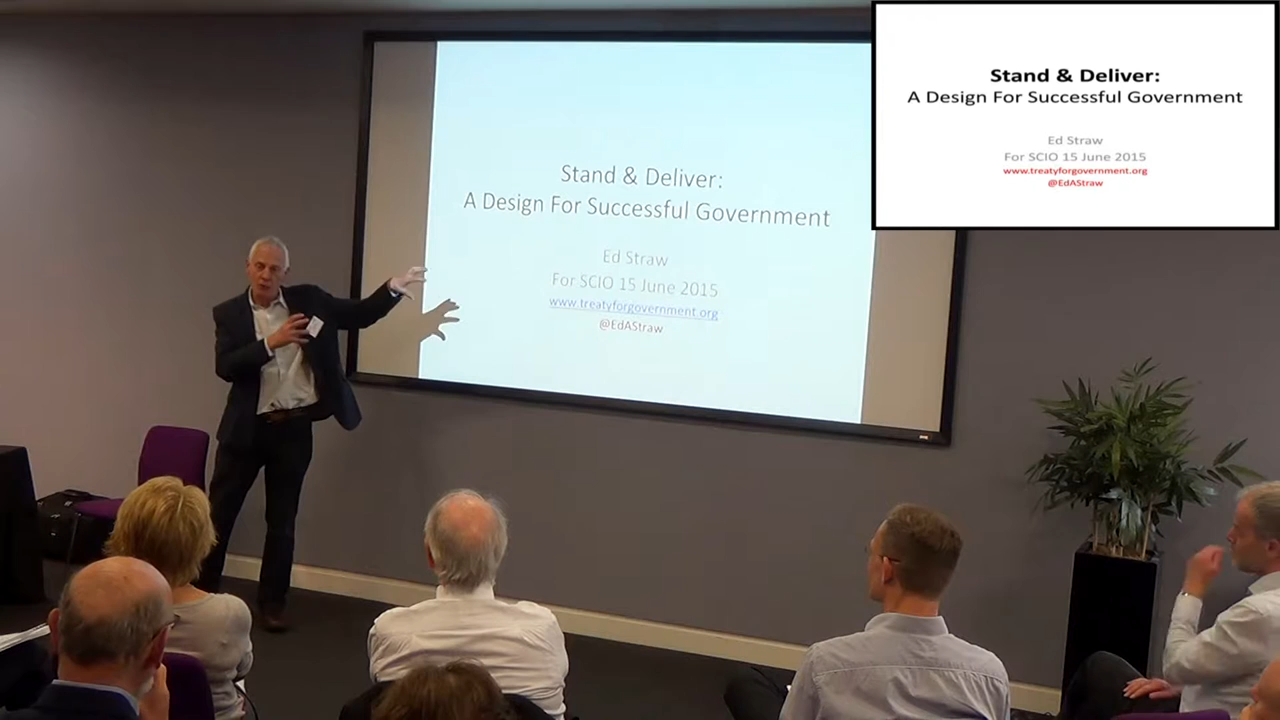 Stand & Deliver:
A Design For Successful Government
Ed Straw
For SCIO 15 June 2015
www.treatyforgovernment.org
@EdAStraw
Stand & Deliver:
A Design For Successful Government
Ed Straw
For SCIO 15 June 2015
www.treatyforgovernment.org
@EdAStraw